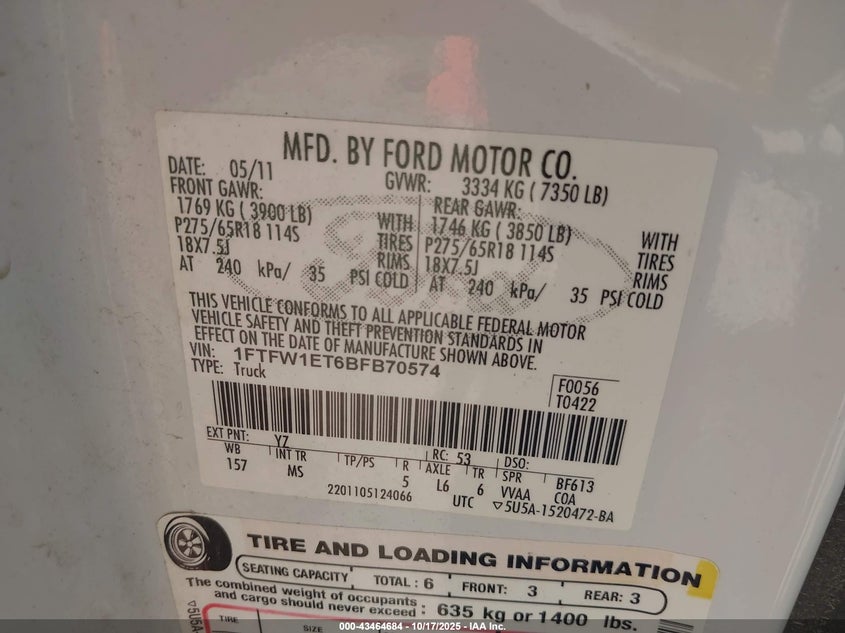 MFD. BY FORD MOTOR CO.
DATE: 05/11
GVWR: 3334 KG ( 7350 LB)
FRONT GAWR:
REAR GAWR:
1769 KG ( 3900 LB) WITH
1746 KG ( 3850 LB) WITH
P275/65R18 114S TIRES
P275/65R18 114S TIRES
18X7.5J RIMS
18X7.5J RIMS
AT 240 kPa/ 35 PSI COLD
AT 240 kPa/ 35 PSI COLD
THIS VEHICLE CONFORMS TO ALL APPLICABLE FEDERAL MOTOR
VEHICLE SAFETY AND THEFT PREVENTION STANDARDS IN
EFFECT ON THE DATE OF MANUFACTURE SHOWN ABOVE.
VIN: 1FTFW1ET6BFB70574
TYPE: Truck
F0056
T0422
EXT PNT: YZ RC: 53 DSO:
WB INT TR TP/PS R AXLE TR SPR BF613
157 MS 5 L6 6 VVAA COA
2201105124066 UTC ▽5U5A-1520472-BA
TIRE AND LOADING INFORMATION
SEATING CAPACITY TOTAL : 6 FRONT: 3 REAR: 3
The combined weight of occupants
and cargo should never exceed : 635 kg or 1400 lbs.
▽5U5A
TIRE SIZE
000-43464684 - 10/17/2025 - IAA Inc.